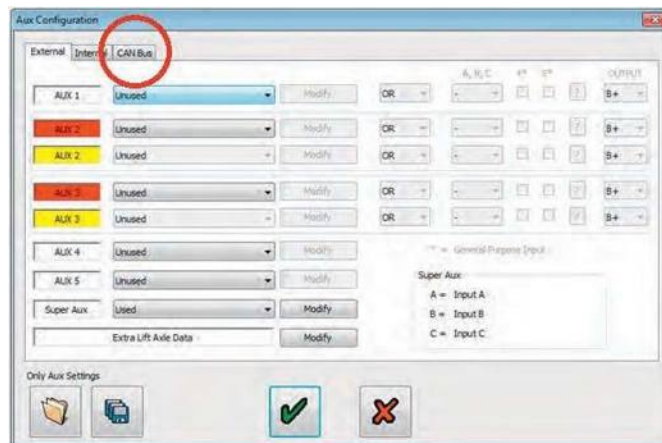 Aux Configuration
External Internal CAN Bus
A, B, C 4* 5* OUTPUT
AUX 1 Unused Modify OR - ? B+
AUX 2 Unused Modify OR - ? B+
AUX 2 Unused Modify OR - ? B+
AUX 3 Unused Modify OR - ? B+
AUX 3 Unused Modify OR - ? B+
AUX 4 Unused Modify
"*" = General Purpose Input
AUX 5 Unused Modify
Super Aux
Super Aux Used Modify
A = Input A
B = Input B
C = Input C
Extra Lift Axle Data Modify
Only Aux Settings